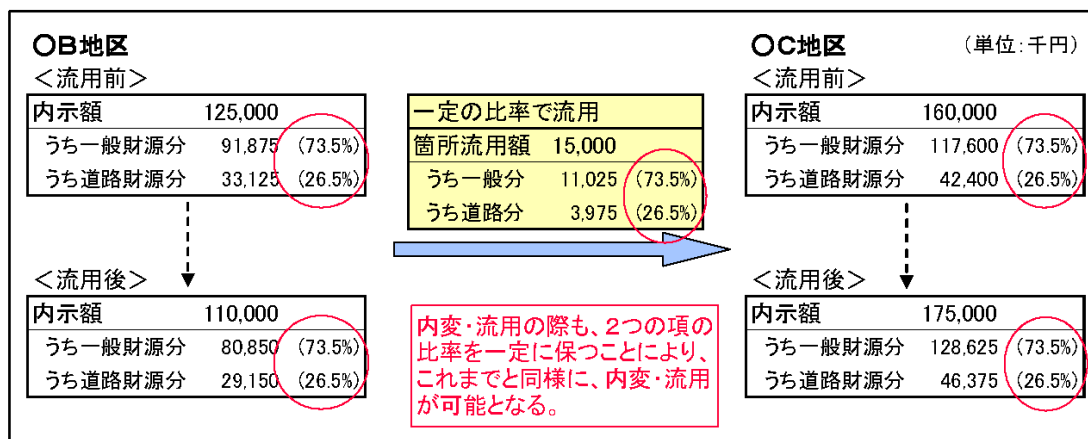 ○B地区
＜流用前＞
内示額 125,000
うち一般財源分 91,875 (73.5%)
うち道路財源分 33,125 (26.5%)
＜流用後＞
内示額 110,000
うち一般財源分 80,850 (73.5%)
うち道路財源分 29,150 (26.5%)
一定の比率で流用
箇所流用額 15,000
うち一般分 11,025 (73.5%)
うち道路分 3,975 (26.5%)
内変・流用の際も、２つの項の
比率を一定に保つことにより、
これまでと同様に、内変・流用
が可能となる。
○C地区 （単位：千円）
＜流用前＞
内示額 160,000
うち一般財源分 117,600 (73.5%)
うち道路財源分 42,400 (26.5%)
＜流用後＞
内示額 175,000
うち一般財源分 128,625 (73.5%)
うち道路財源分 46,375 (26.5%)